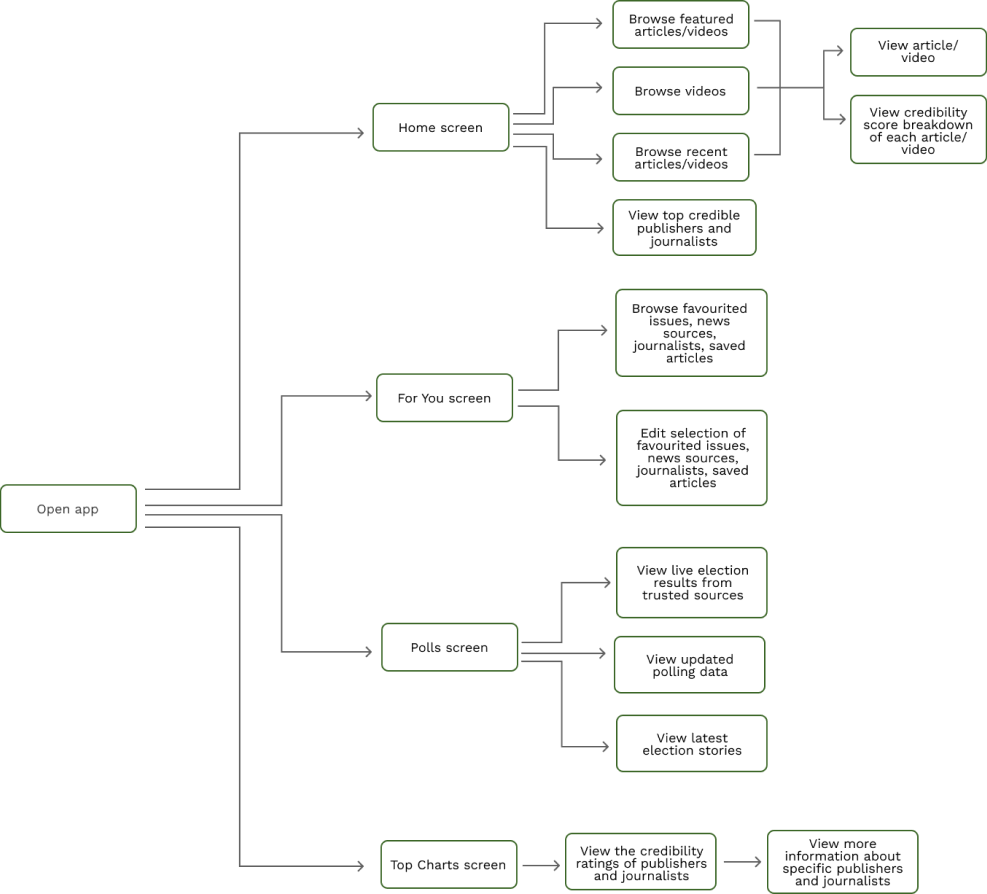 Browse featured
articles/videos
View article/
video
Browse videos
View credibility
score breakdown
of each article/
video
Home screen
Browse recent
articles/videos
View top credible
publishers and
journalists
Browse favourited
issues, news
sources,
journalists, saved
articles
For You screen
Edit selection of
favourited issues,
news sources,
journalists, saved
articles
Open app
View live election
results from
trusted sources
Polls screen
View updated
polling data
View latest
election stories
Top Charts screen
View the credibility
ratings of publishers
and journalists
View more
information about
specific publishers
and journalists